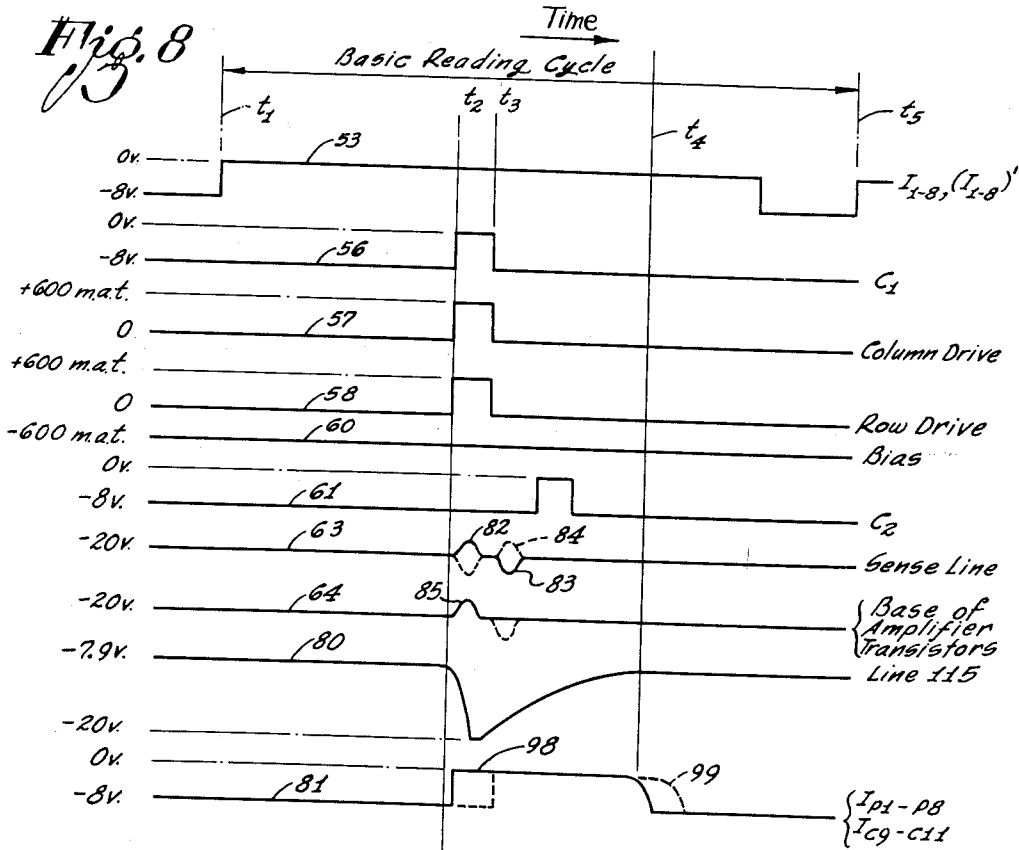 Fig. 8
Time
Basic Reading Cycle
t1
t2
t3
t4
t5
0v.
-8v.
53
I1-8, (I1-8)'
0v.
-8v.
56
C1
+600 m.a.t.
0
57
Column Drive
+600 m.a.t.
0
58
Row Drive
-600 m.a.t.
60
Bias
0v.
-8v.
61
C2
-20v.
63
82
84
83
Sense Line
-20v.
64
85
Base of
Amplifier
Transistors
-7.9v.
80
Line 115
-20v.
0v.
-8v.
81
98
99
IP1-P8
IC9-C11